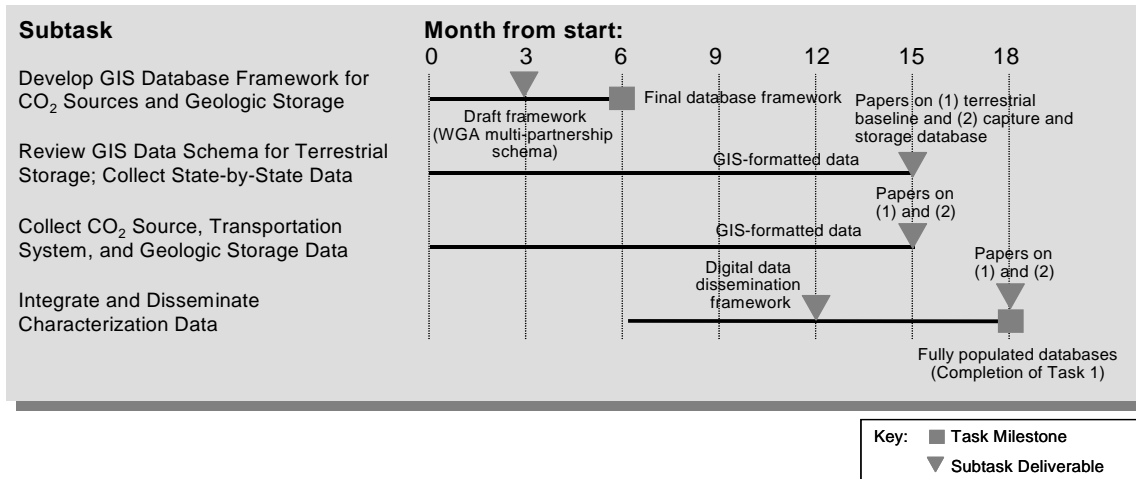 Subtask
Month from start:
0 3 6 9 12 15 18
Develop GIS Database Framework for
CO2 Sources and Geologic Storage
Final database framework
Papers on (1) terrestrial
baseline and (2) capture and
storage database
Draft framework
(WGA multi-partnership
schema)
Review GIS Data Schema for Terrestrial
Storage; Collect State-by-State Data
GIS-formatted data
Papers on
(1) and (2)
Collect CO2 Source, Transportation
System, and Geologic Storage Data
GIS-formatted data
Papers on
(1) and (2)
Digital data
dissemination
framework
Integrate and Disseminate
Characterization Data
Fully populated databases
(Completion of Task 1)
Key: Task Milestone
Subtask Deliverable